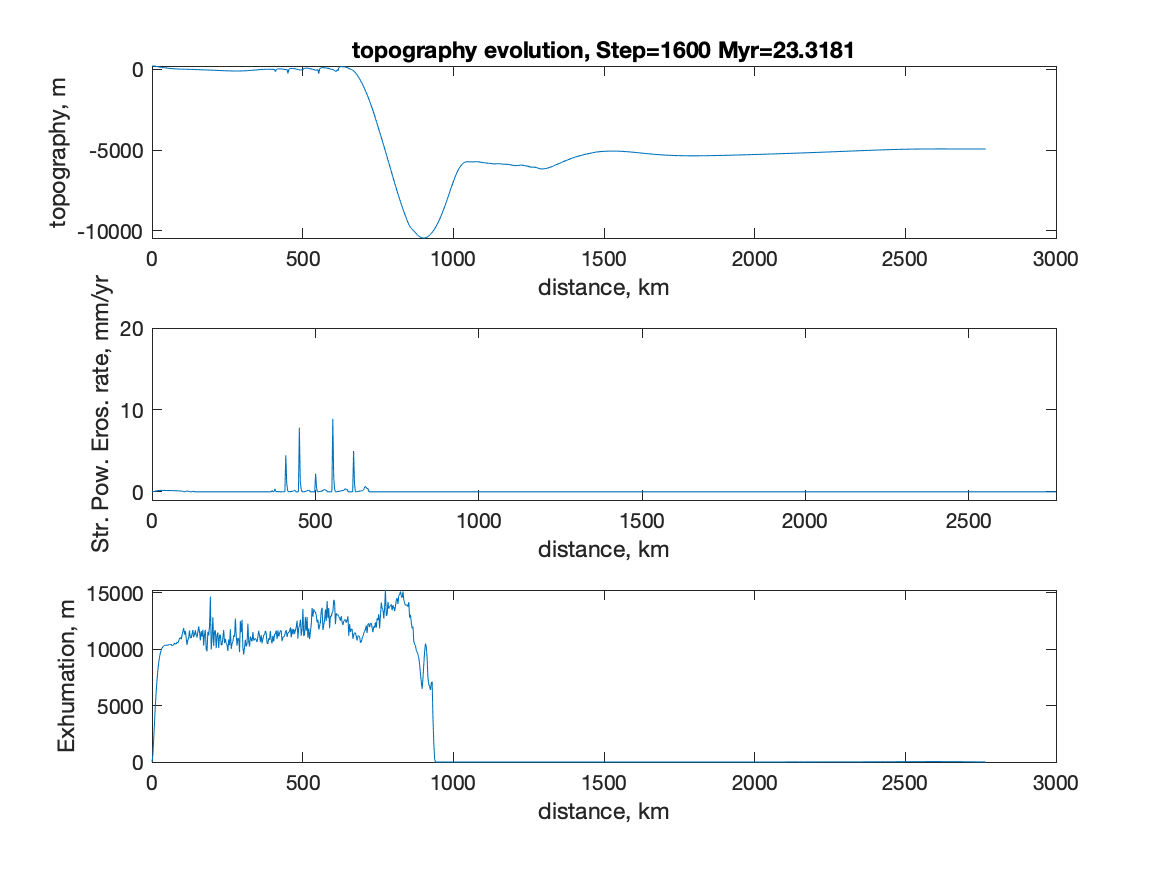 topography evolution, Step=1600 Myr=23.3181
0
-5000
-10000
topography, m
0 500 1000 1500 2000 2500 3000
distance, km
20
10
0
Str. Pow. Eros. rate, mm/yr
0 500 1000 1500 2000 2500
distance, km
15000
10000
5000
0
Exhumation, m
0 500 1000 1500 2000 2500 3000
distance, km